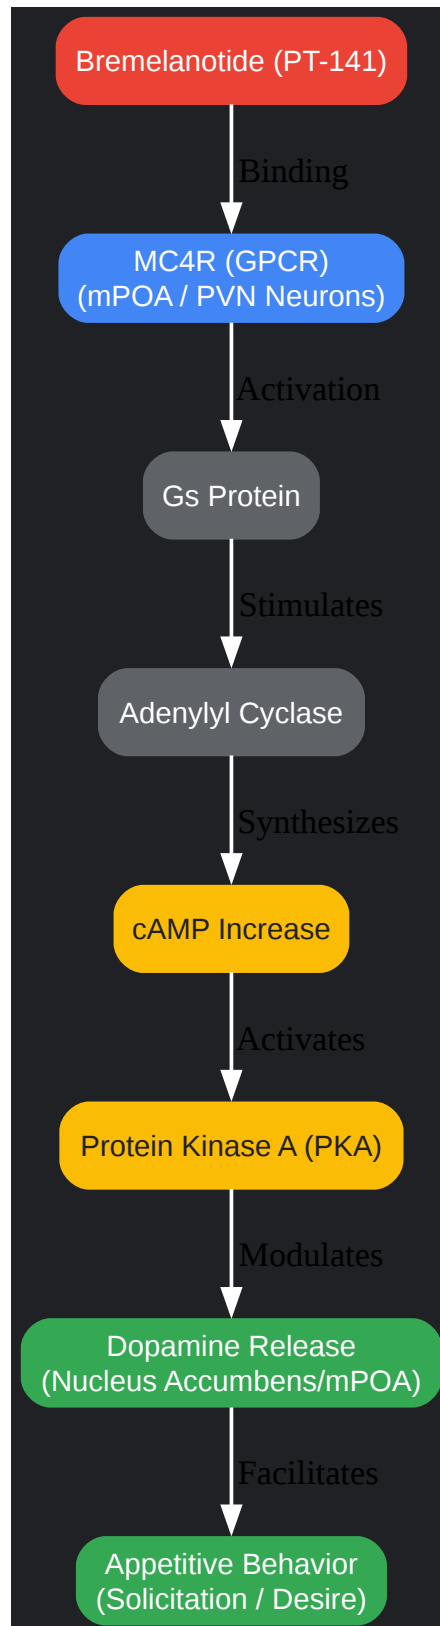 Bremelanotide (PT-141)
Binding
MC4R (GPCR)
(mPOA / PVN Neurons)
Activation
Gs Protein
Stimulates
Adenylyl Cyclase
Synthesizes
cAMP Increase
Activates
Protein Kinase A (PKA)
Modulates
Dopamine Release
(Nucleus Accumbens/mPOA)
Facilitates
Appetitive Behavior
(Solicitation / Desire)